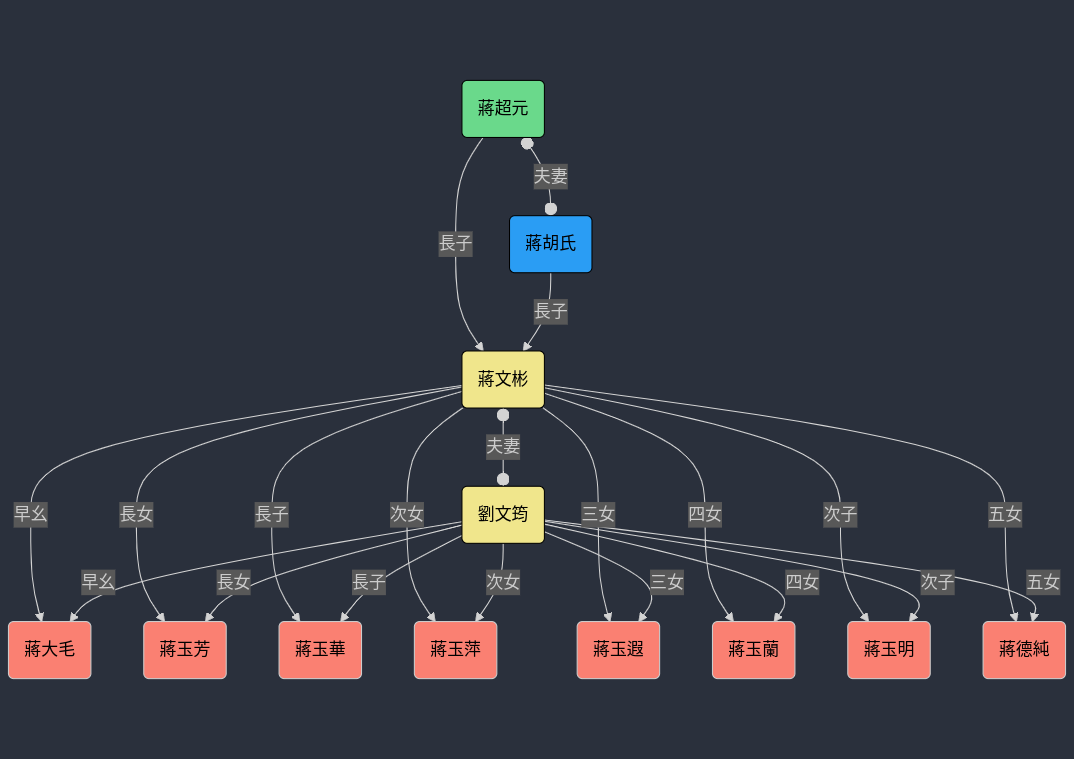 蔣超元
夫妻
長子
蔣胡氏
長子
蔣文彬
夫妻
早幺
長女
長子
次女
劉文筠
三女
四女
次子
五女
早幺
長女
長子
次女
三女
四女
次子
五女
蔣大毛
蔣玉芳
蔣玉華
蔣玉萍
蔣玉遐
蔣玉蘭
蔣玉明
蔣德純